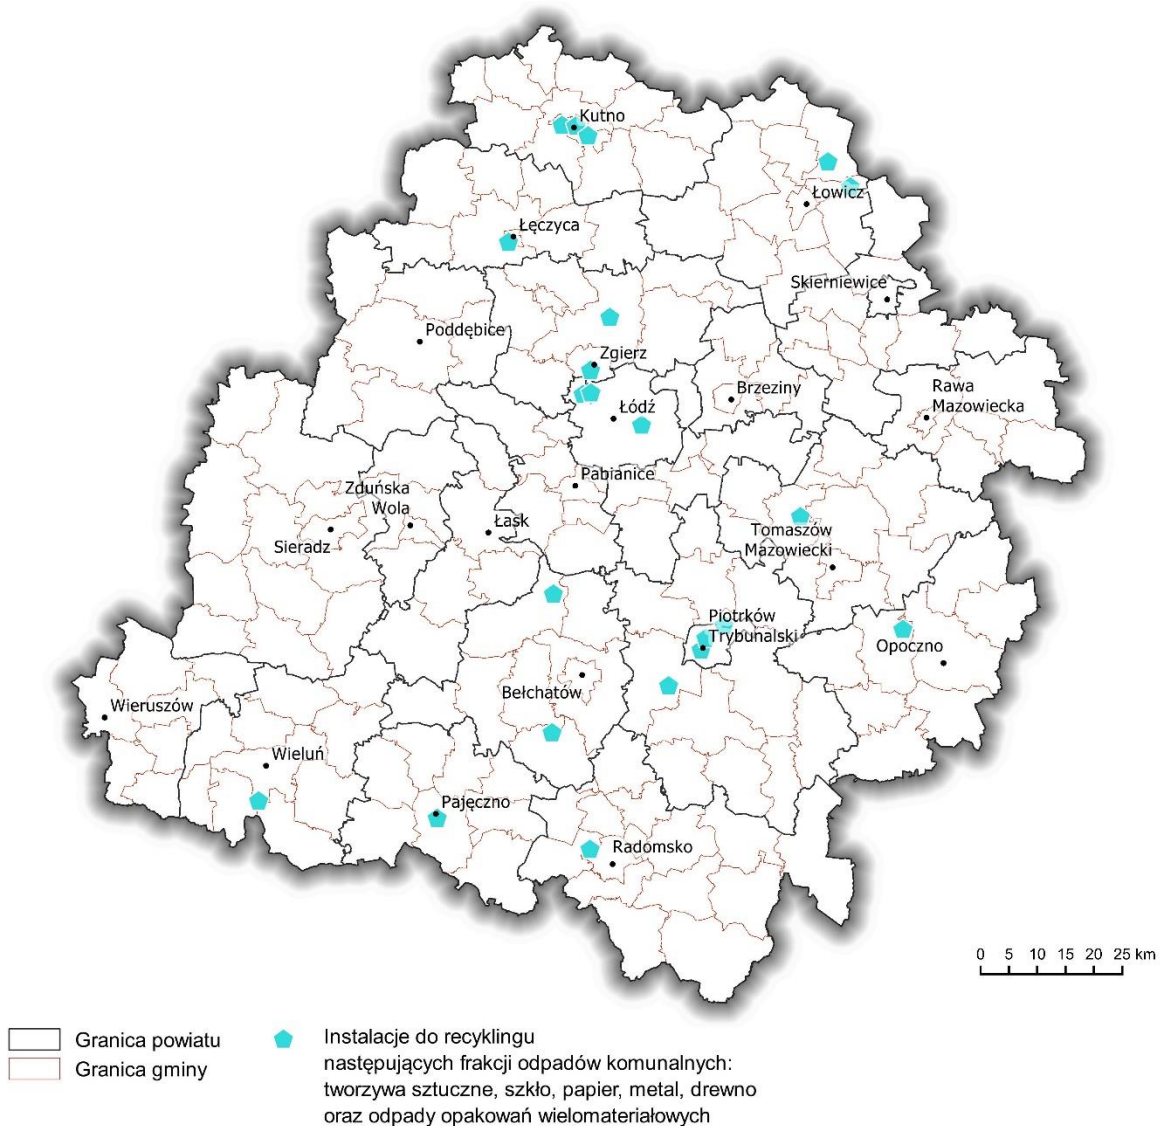 Kutno
Łowicz
Łęczyca
Skierniewice
Poddębice
Zgierz
Brzeziny
Rawa
Mazowiecka
Łódź
Pabianice
Zduńska
Wola
Łask
Sieradz
Tomaszów
Mazowiecki
Piotrków
Trybunalski
Opoczno
Bełchatów
Wieruszów
Wieluń
Pajęczno
Radomsko
0 5 10 15 20 25 km
Granica powiatu
Granica gminy
Instalacje do recyklingu
następujących frakcji odpadów komunalnych:
tworzywa sztuczne, szkło, papier, metal, drewno
oraz odpady opakowań wielomateriałowych